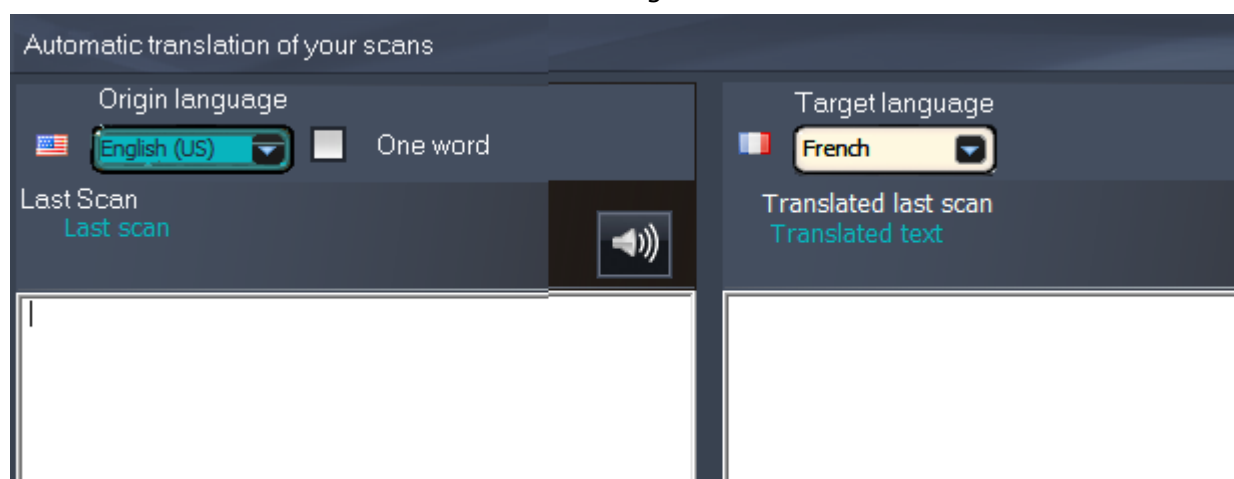 Automatic translation of your scans
Origin language
English (US)
One word
Last Scan
Last scan
Target language
French
Translated last scan
Translated text